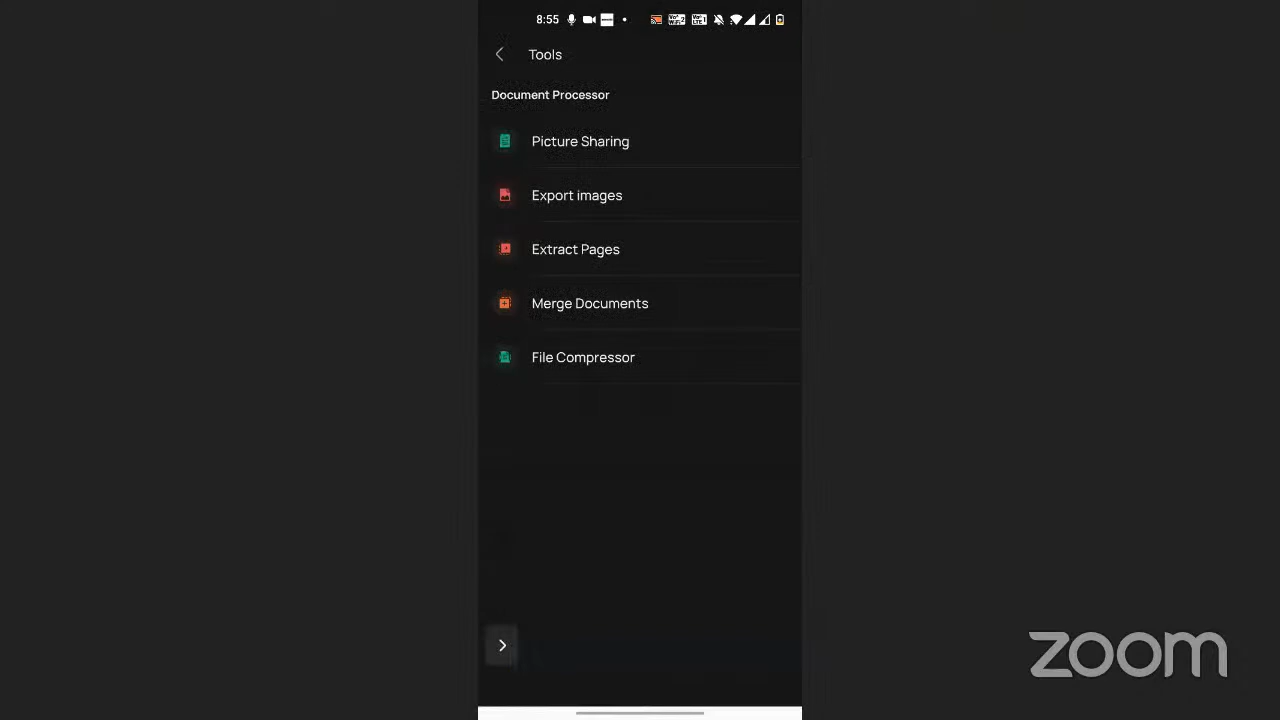 8:55
Tools
Document Processor
Picture Sharing
Export images
Extract Pages
Merge Documents
File Compressor
zoom